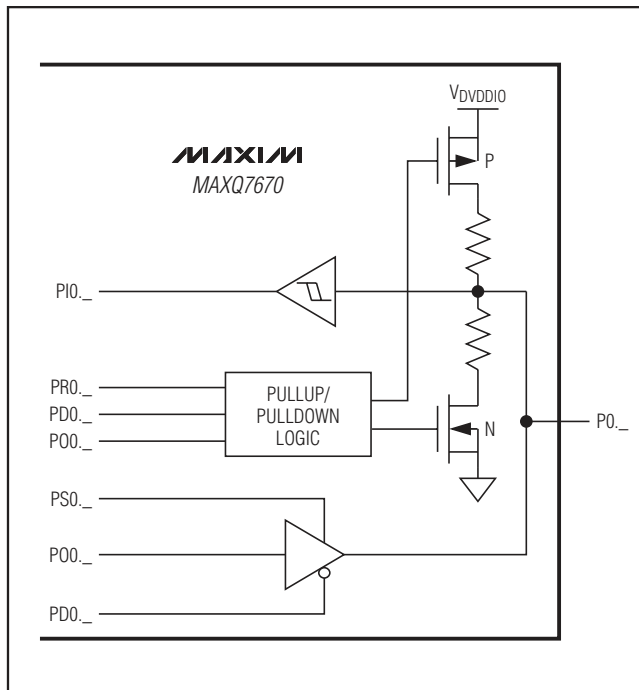 VDVDDIO
MAXIM
MAXQ7670
P
PI0._
PR0._
PD0._
PO0._
PULLUP/
PULLDOWN
LOGIC
N
P0._
PS0._
PO0._
PD0._